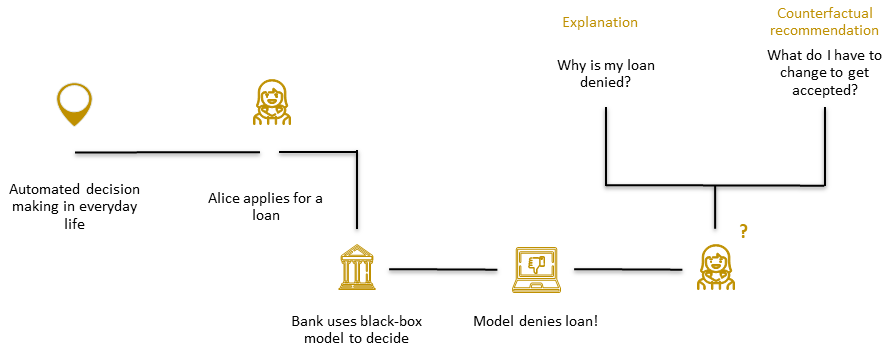 Explanation
Counterfactual
recommendation
Why is my loan
denied?
What do I have to
change to get
accepted?
Automated decision
making in everyday
life
Alice applies for a
loan
?
Bank uses black-box
model to decide
Model denies loan!